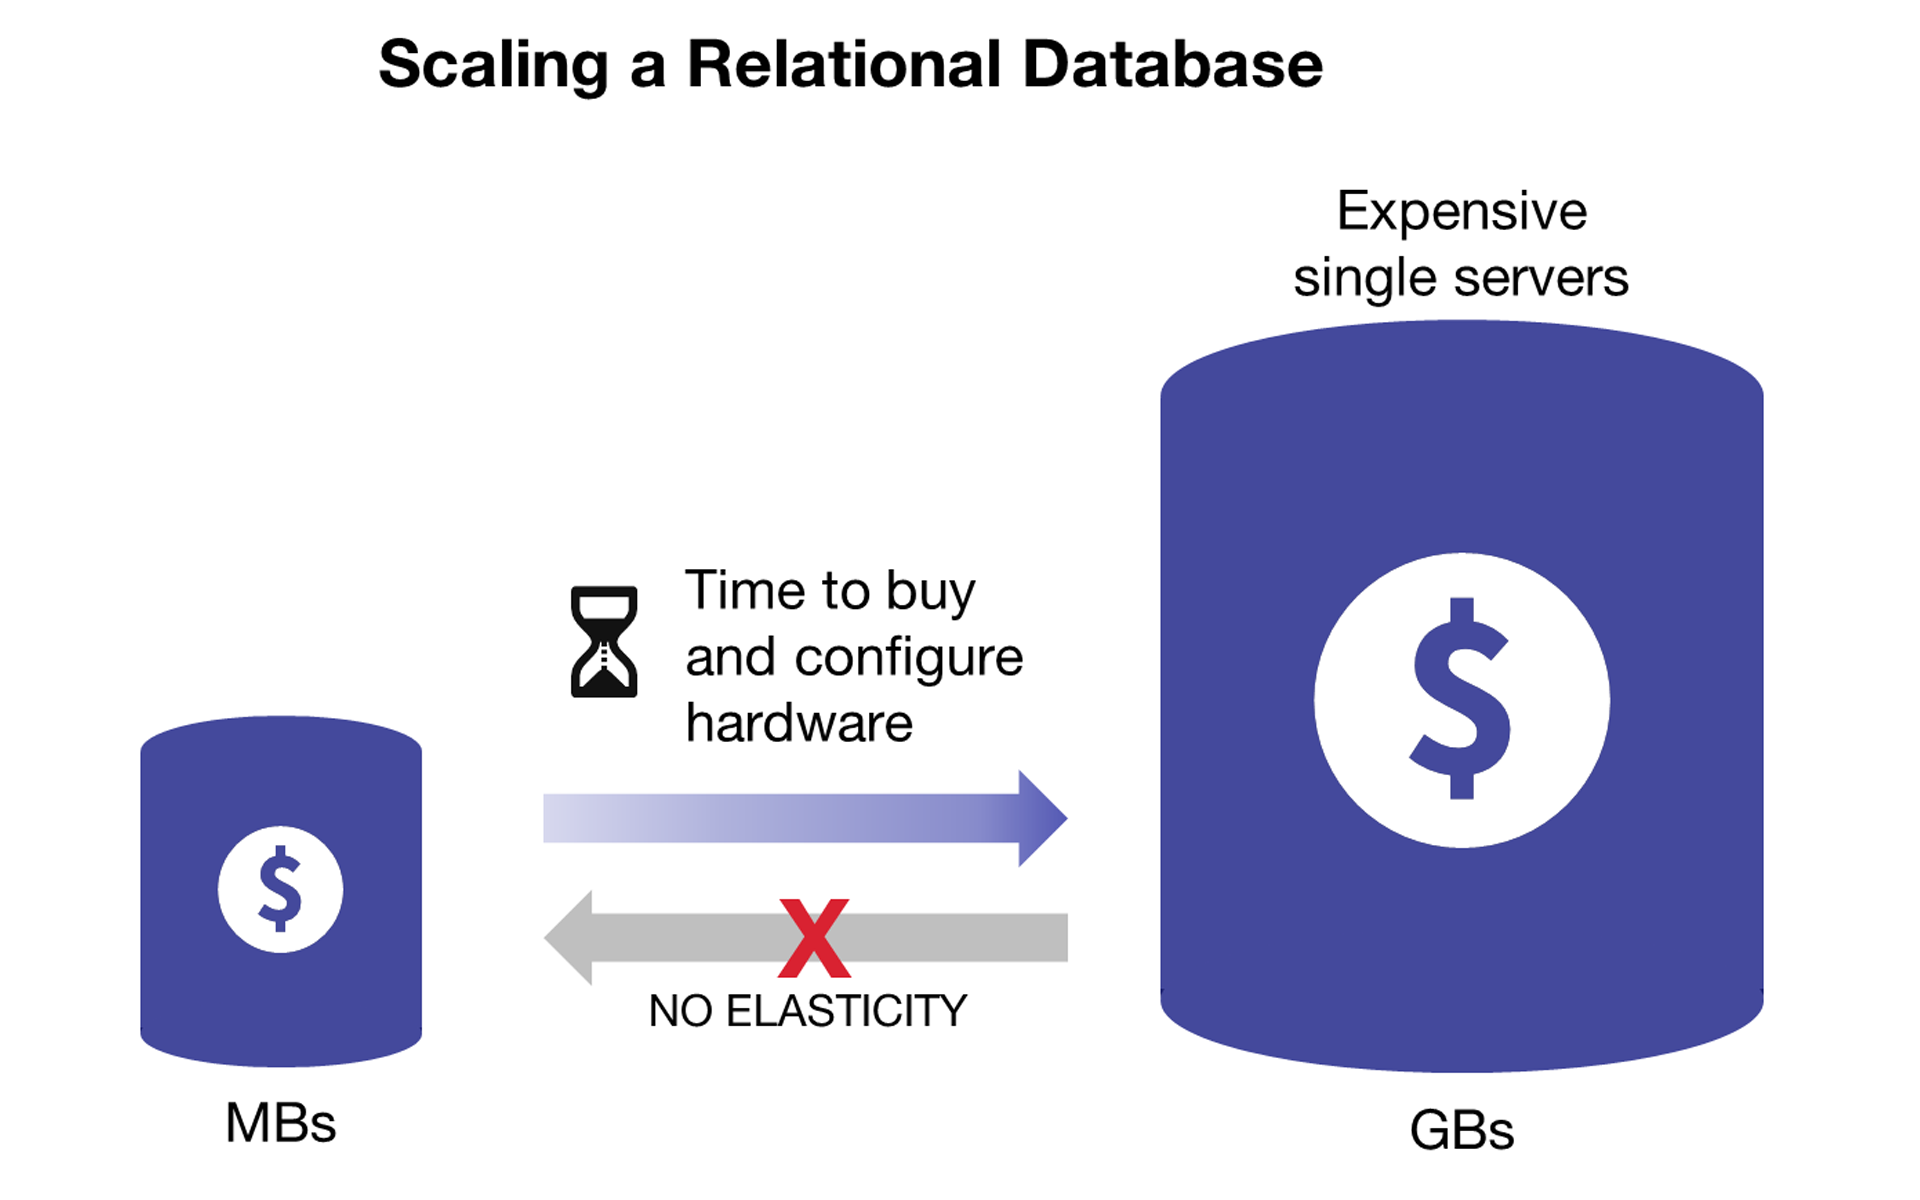 Scaling a Relational Database
Expensive
single servers
Time to buy
and configure
hardware
$
$
X
NO ELASTICITY
MBs
GBs